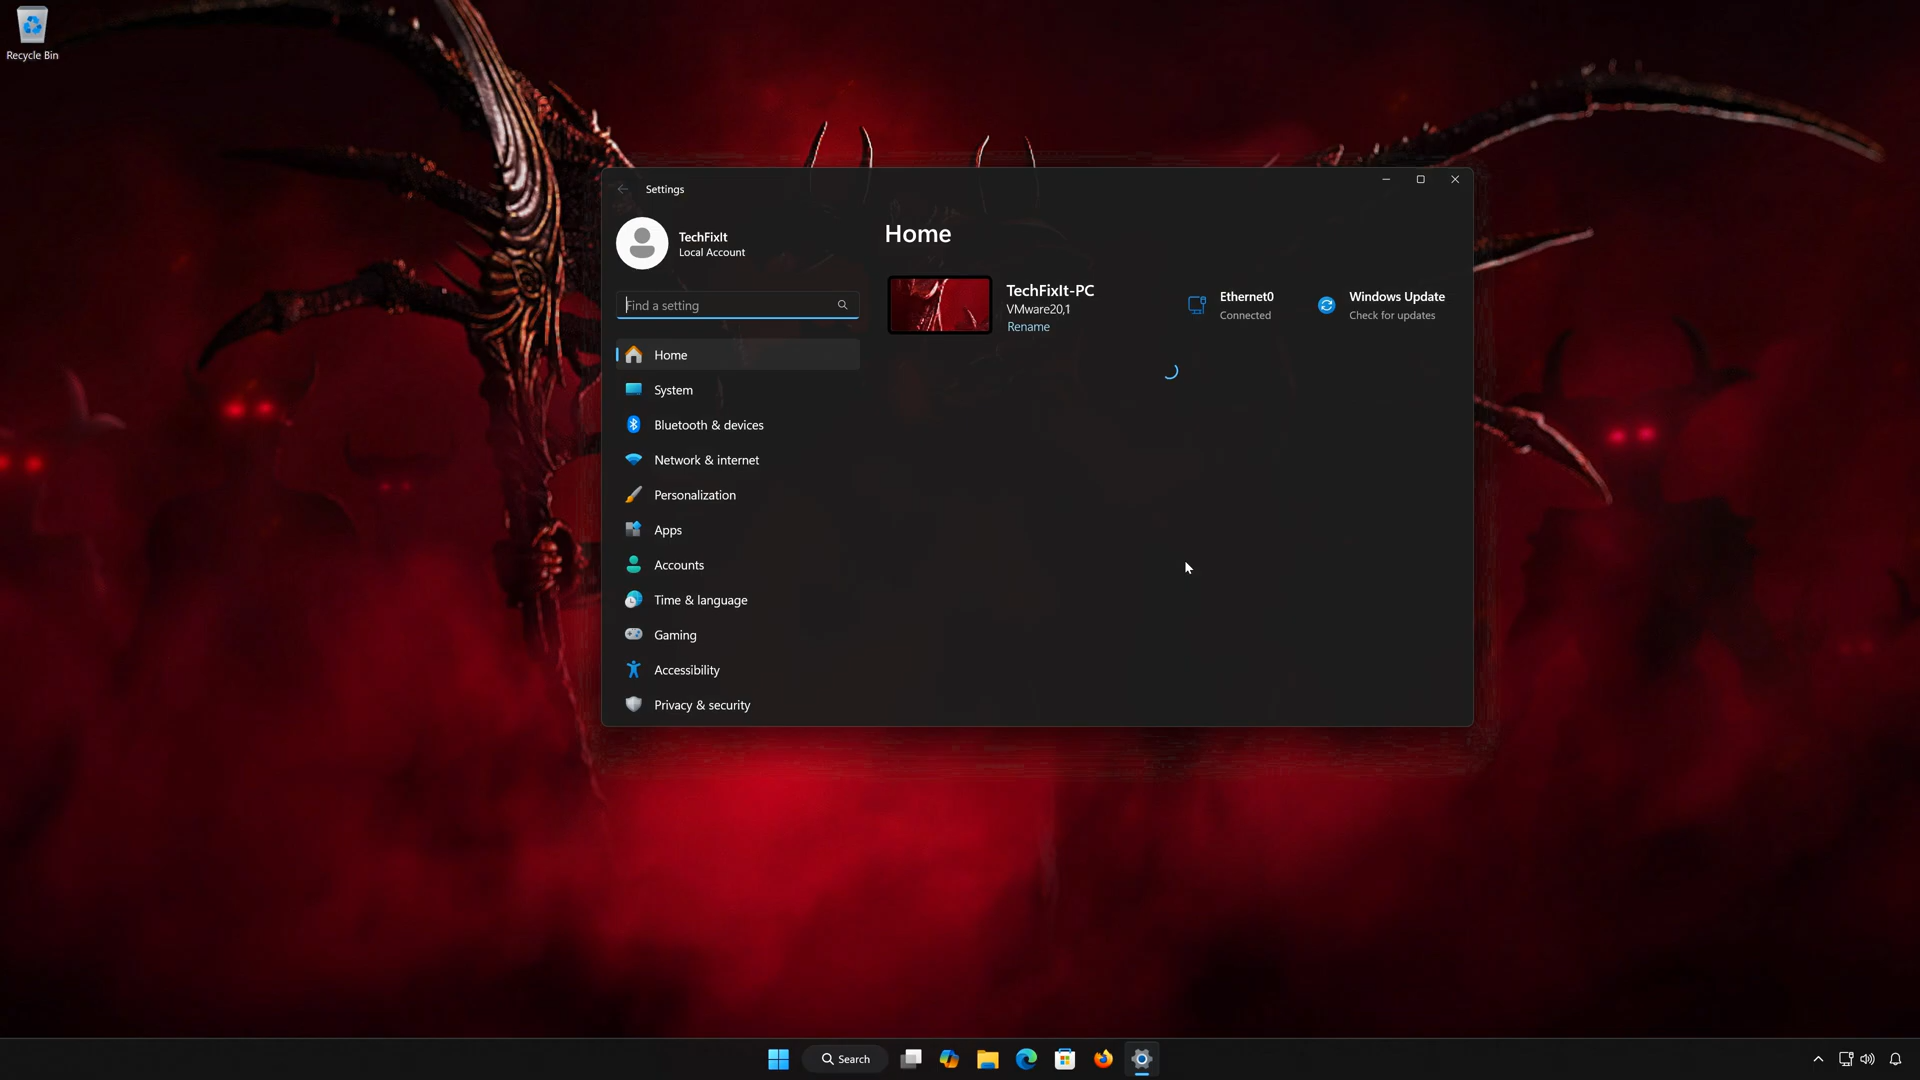 Recycle Bin
Settings
TechFixIt
Local Account
Find a setting
Home
System
Bluetooth & devices
Network & internet
Personalization
Apps
Accounts
Time & language
Gaming
Accessibility
Privacy & security
Home
TechFixIt-PC
VMware20,1
Rename
Ethernet0
Connected
Windows Update
Check for updates
Search